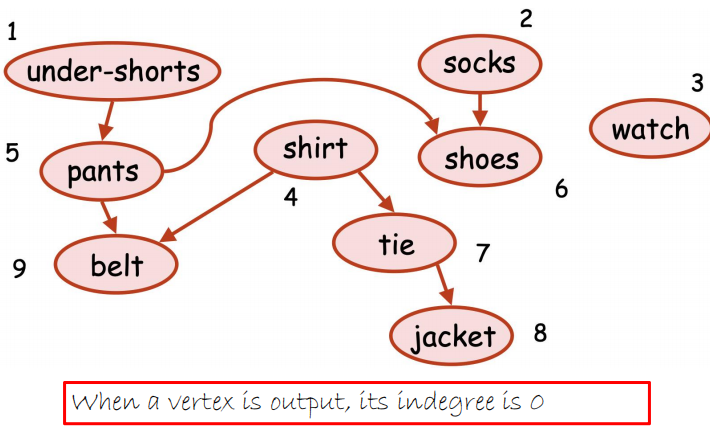 1
under-shorts
2
socks
3
watch
5
pants
shirt
4
shoes
6
9
belt
tie
7
jacket
8
When a vertex is output, its indegree is 0